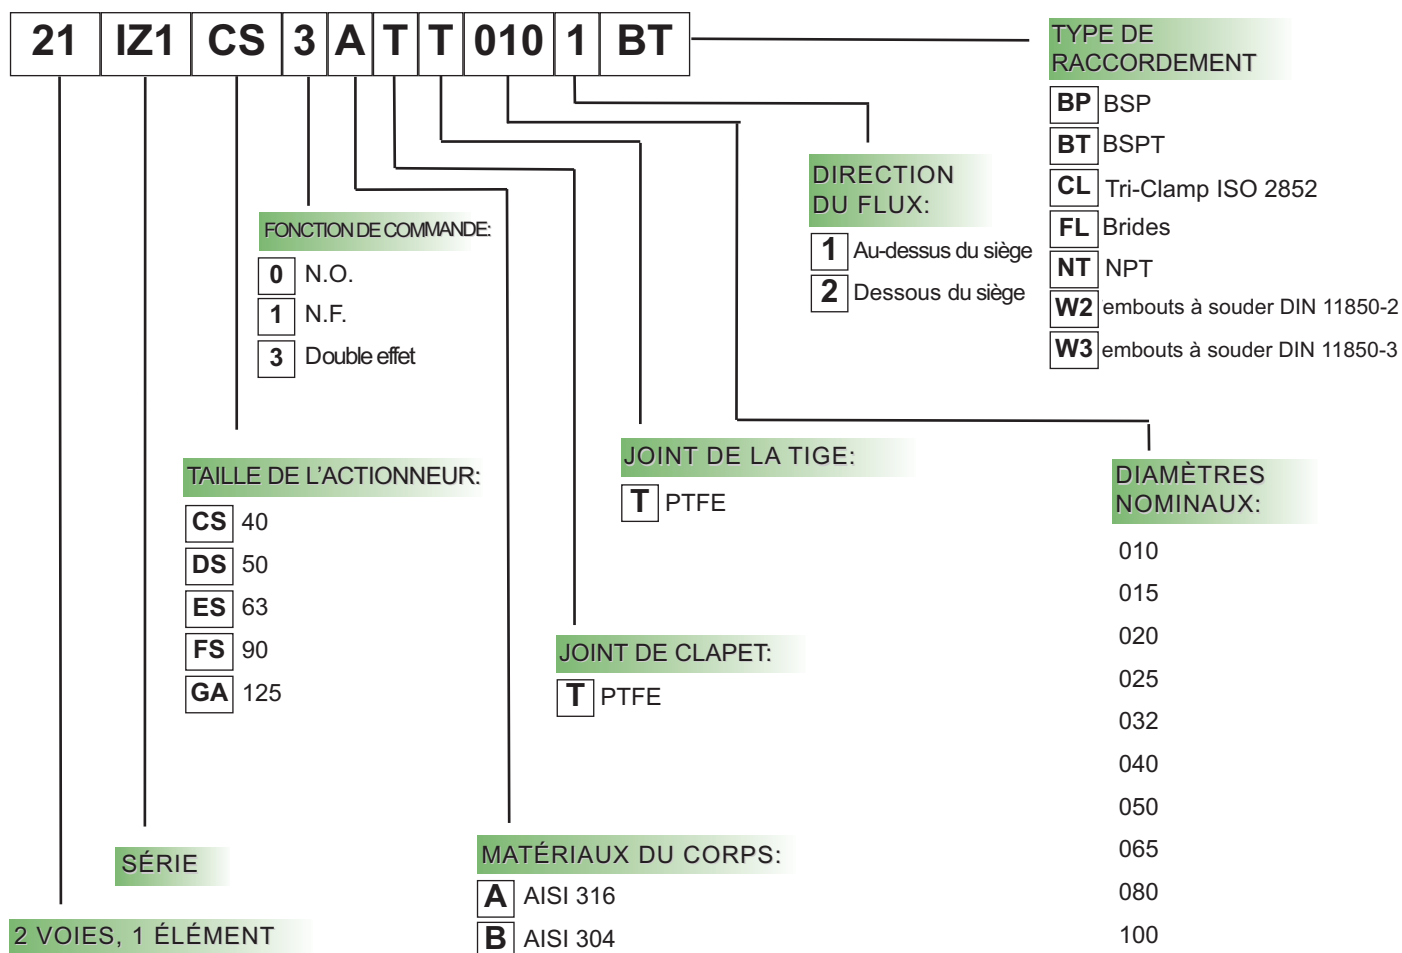 21 IZ1 CS 3 A T T 010 1 BT
TYPE DE
RACCORDEMENT
BP BSP
BT BSPT
CL Tri-Clamp ISO 2852
FL Brides
NT NPT
W2 embouts à souder DIN 11850-2
W3 embouts à souder DIN 11850-3
DIRECTION
DU FLUX:
1 Au-dessus du siège
2 Dessous du siège
FONCTION DE COMMANDE:
0 N.O.
1 N.F.
3 Double effet
TAILLE DE L'ACTIONNEUR:
CS 40
DS 50
ES 63
FS 90
GA 125
JOINT DE LA TIGE:
T PTFE
DIAMÈTRES
NOMINAUX:
010
015
020
025
032
040
050
065
080
100
JOINT DE CLAPET:
T PTFE
SÉRIE
MATÉRIAUX DU CORPS:
A AISI 316
B AISI 304
2 VOIES, 1 ÉLÉMENT